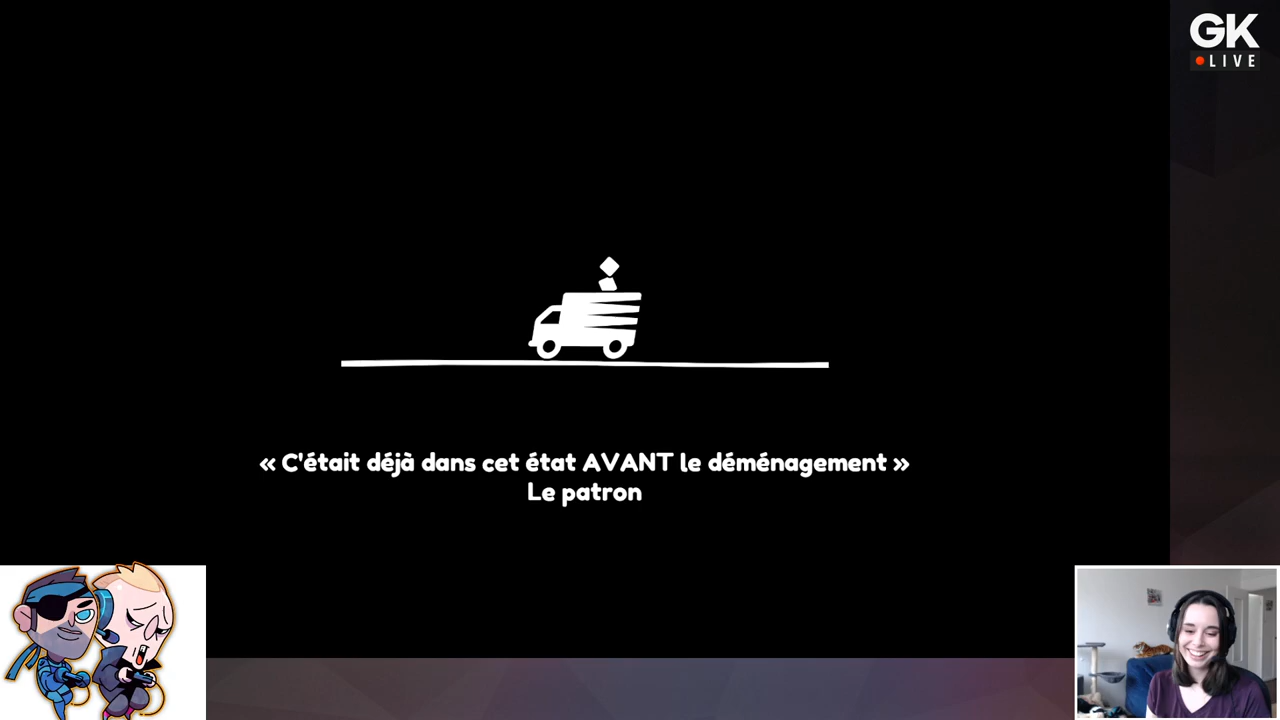 GK
LIVE
« C'était déjà dans cet état AVANT le déménagement »
Le patron